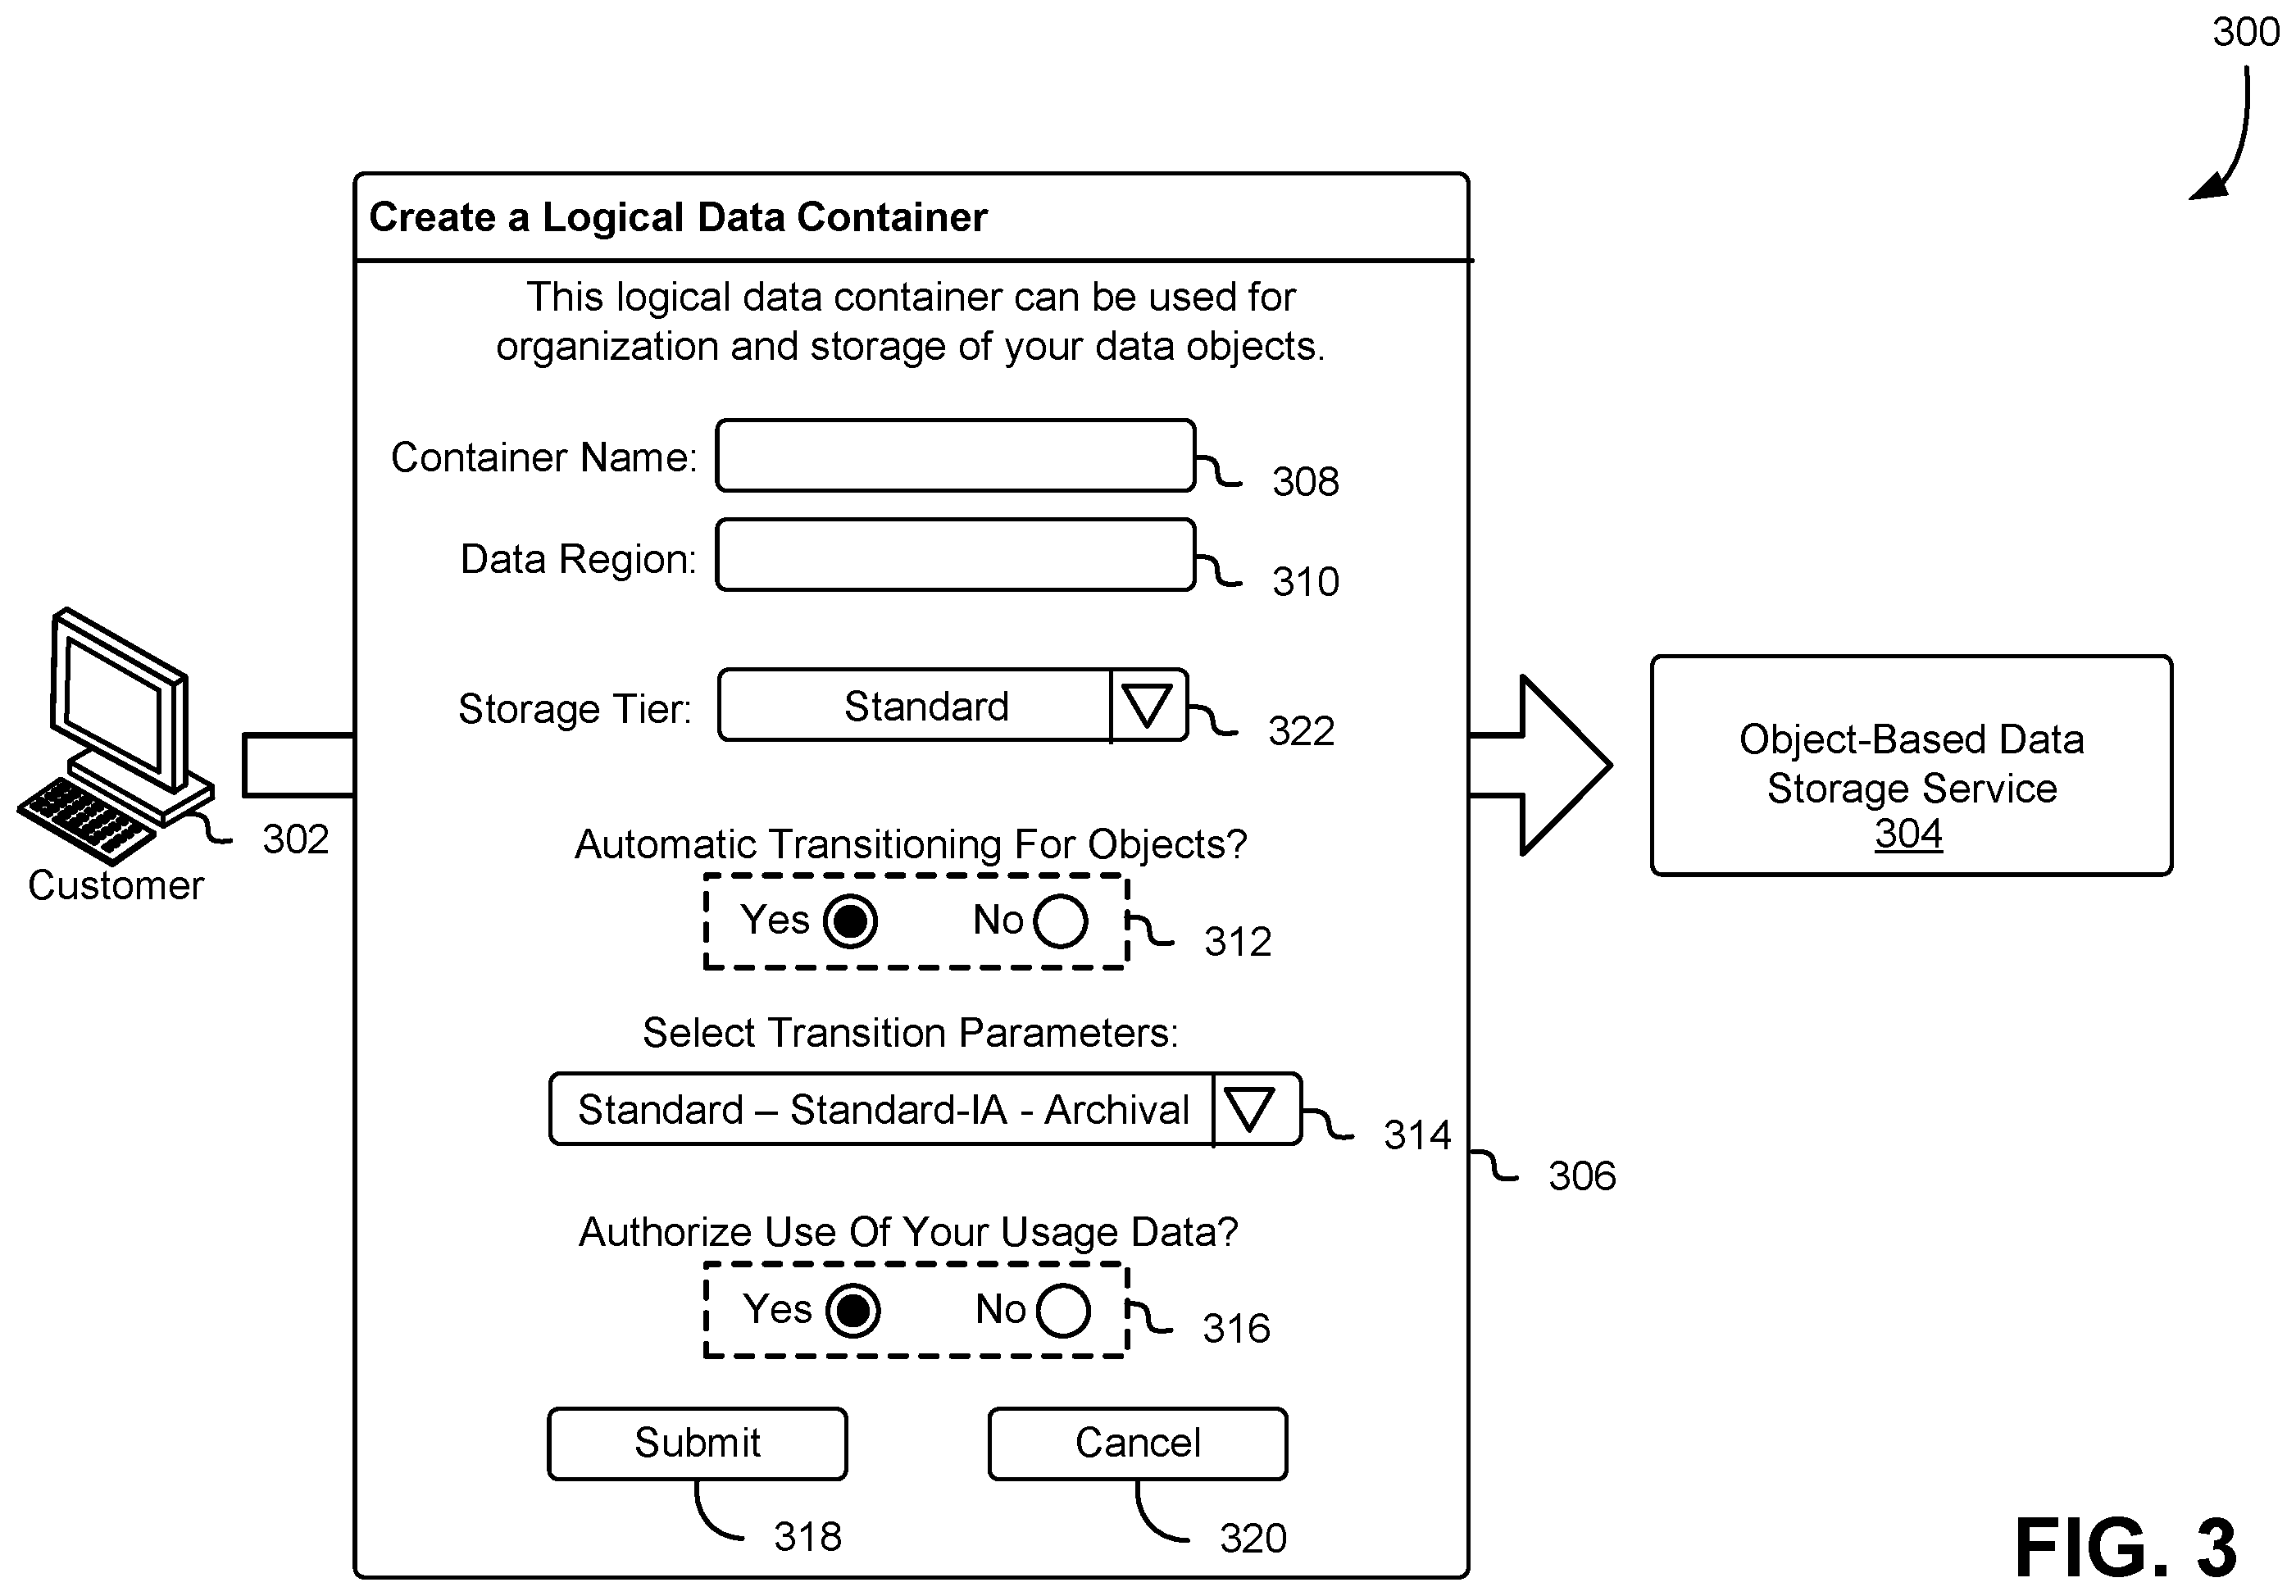 300
Create a Logical Data Container
This logical data container can be used for
organization and storage of your data objects.
Container Name:
308
Data Region:
310
Storage Tier: Standard
322
Object-Based Data
Storage Service
304
302
Customer
Automatic Transitioning For Objects?
Yes No
312
Select Transition Parameters:
Standard – Standard-IA - Archival
314
306
Authorize Use Of Your Usage Data?
Yes No
316
Submit Cancel
318 320
FIG. 3